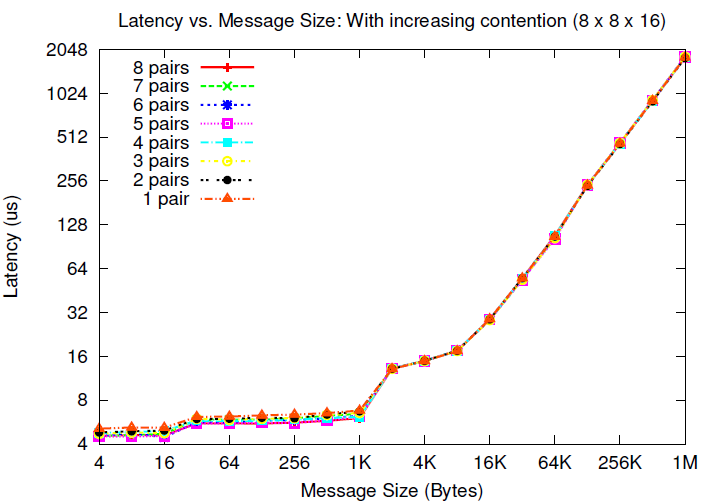 Latency vs. Message Size: With increasing contention (8 x 8 x 16)
2048
1024
512
256
128
64
32
16
8
4
Latency (us)
8 pairs
7 pairs
6 pairs
5 pairs
4 pairs
3 pairs
2 pairs
1 pair
4 16 64 256 1K 4K 16K 64K 256K 1M
Message Size (Bytes)